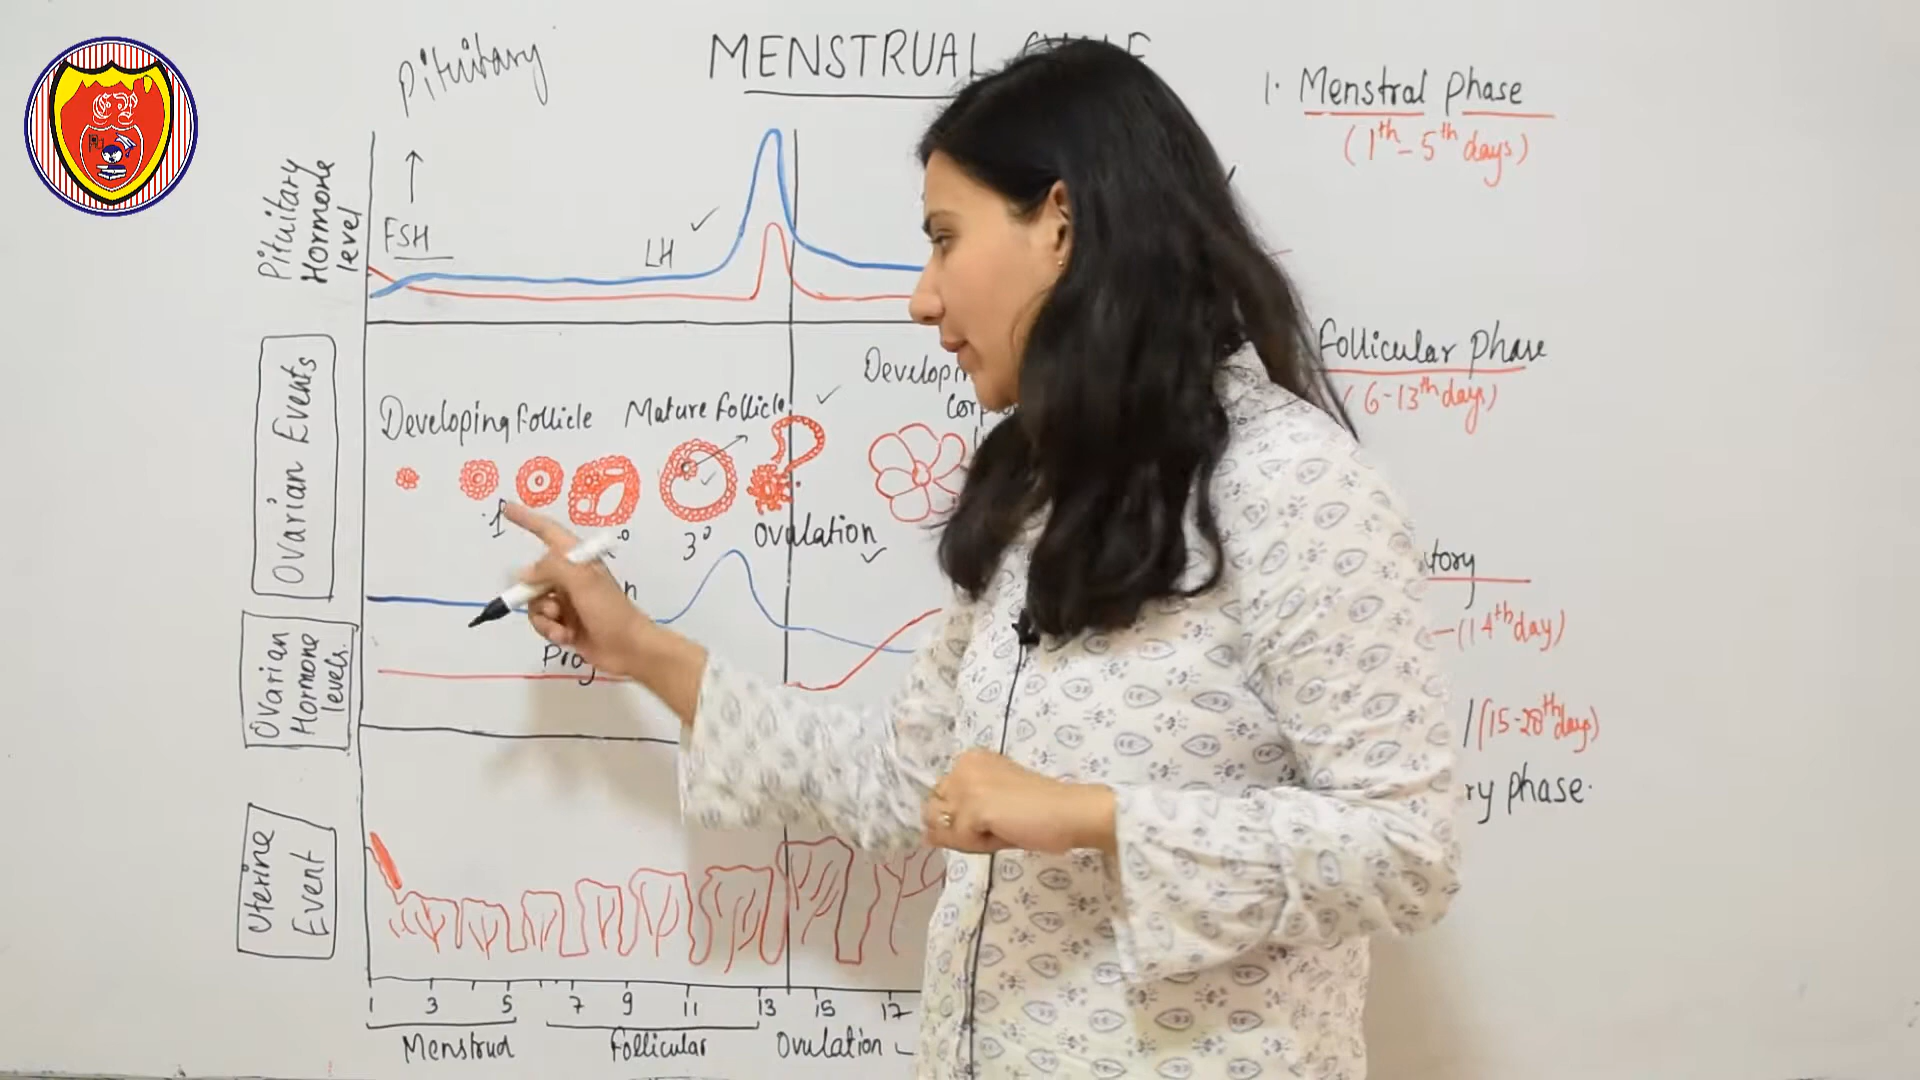 Pituitary
MENSTRUAL
1. Menstral Phase
(1th - 5th days)
Pituitary
Hormone
level
FSH
LH
Follicular Phase
(6-13th days)
Ovarian Events
Developing Follicle
Mature Follicle
3°
Ovulation
-(14th day)
Ovarian
Hormone
levels.
(15-28th days)
phase.
Uterine
Event
1 3 5 7 9 11 13 15 17
Menstrual
Follicular
Ovulation